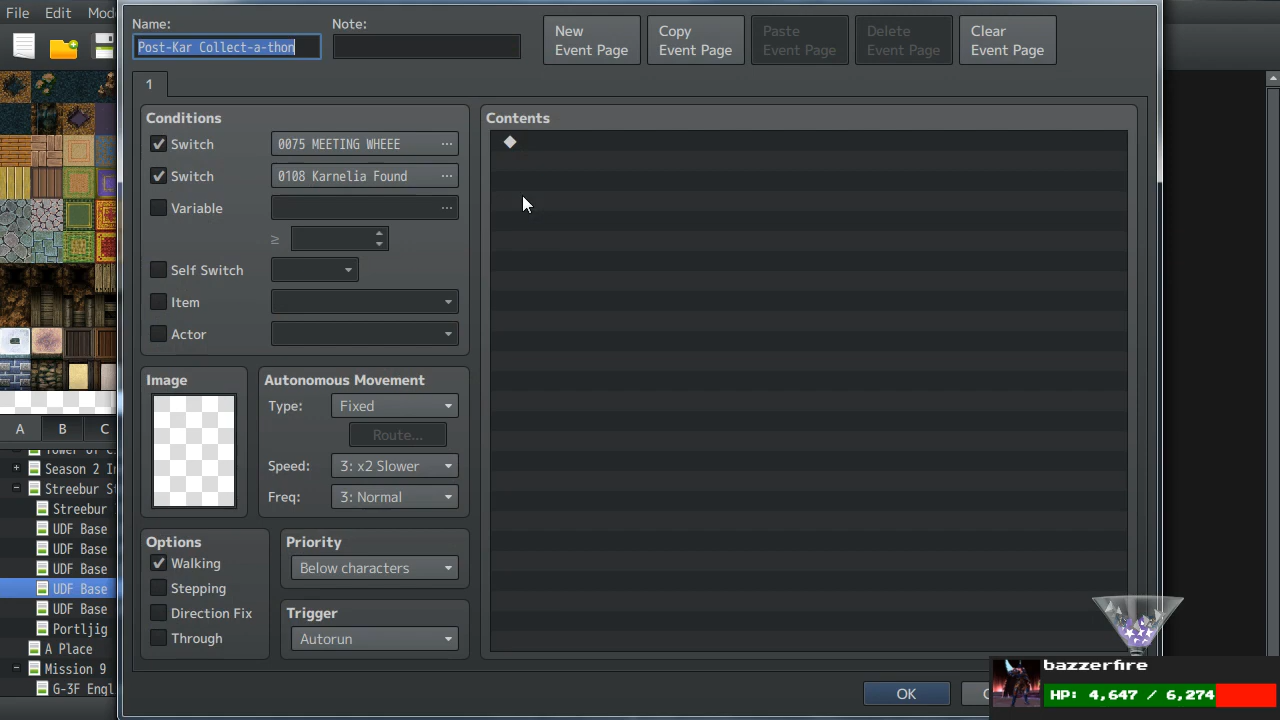 File Edit Mod
Name: Note:
Post-Kar Collect-a-thon
New Event Page
Copy Event Page
Paste Event Page
Delete Event Page
Clear Event Page
1
Conditions
Switch 0075 MEETING WHEEE ...
Switch 0108 Karnelia Found ...
Variable ...
≥
Self Switch
Item
Actor
Image
Autonomous Movement
Type: Fixed
Route...
Speed: 3: x2 Slower
Freq: 3: Normal
Options
Walking
Stepping
Direction Fix
Through
Priority
Below characters
Trigger
Autorun
Contents
OK
A B C
Season 2 I
Streebur S
Streebur
UDF Base
UDF Base
UDF Base
UDF Base
UDF Base
Portljig
A Place
Mission 9
G-3F Engl
bazzerfire
HP: 4,647 / 6,274